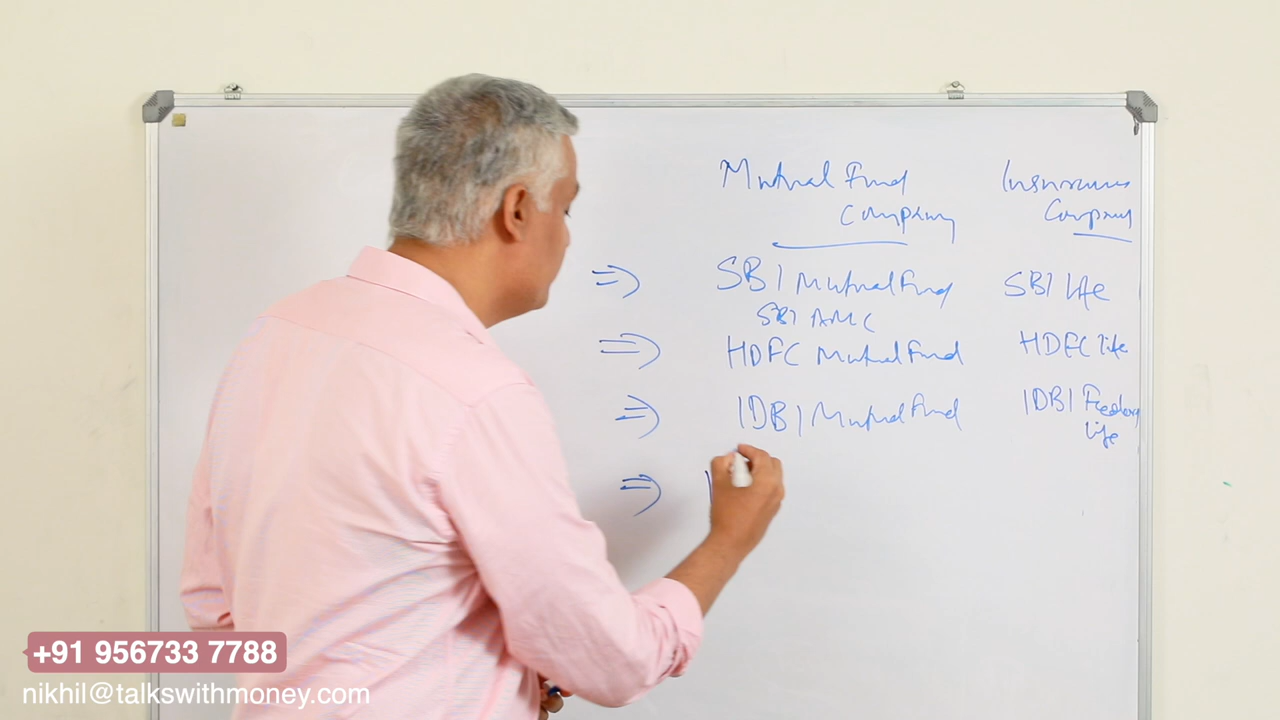 Mutual Fund Company
Insurance Company
⇒ SBI Mutual Fund SBI Life
SBI AMC
⇒ HDFC Mutual Fund HDFC life
⇒ IDBI Mutual Fund IDBI Federal life
⇒
+91 956733 7788
nikhil@talkswithmoney.com